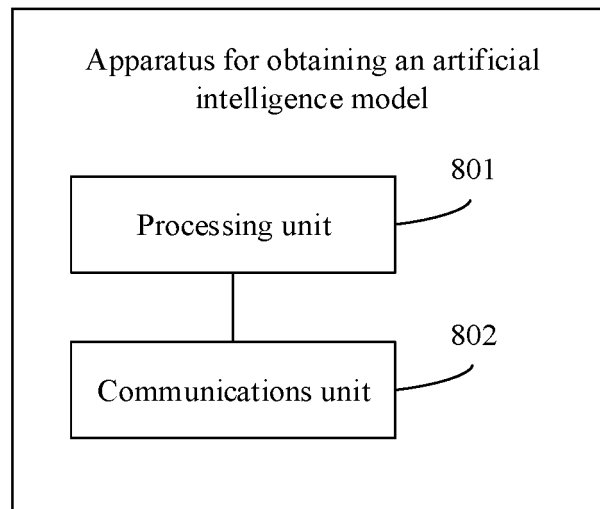 Apparatus for obtaining an artificial
intelligence model
801
Processing unit
802
Communications unit